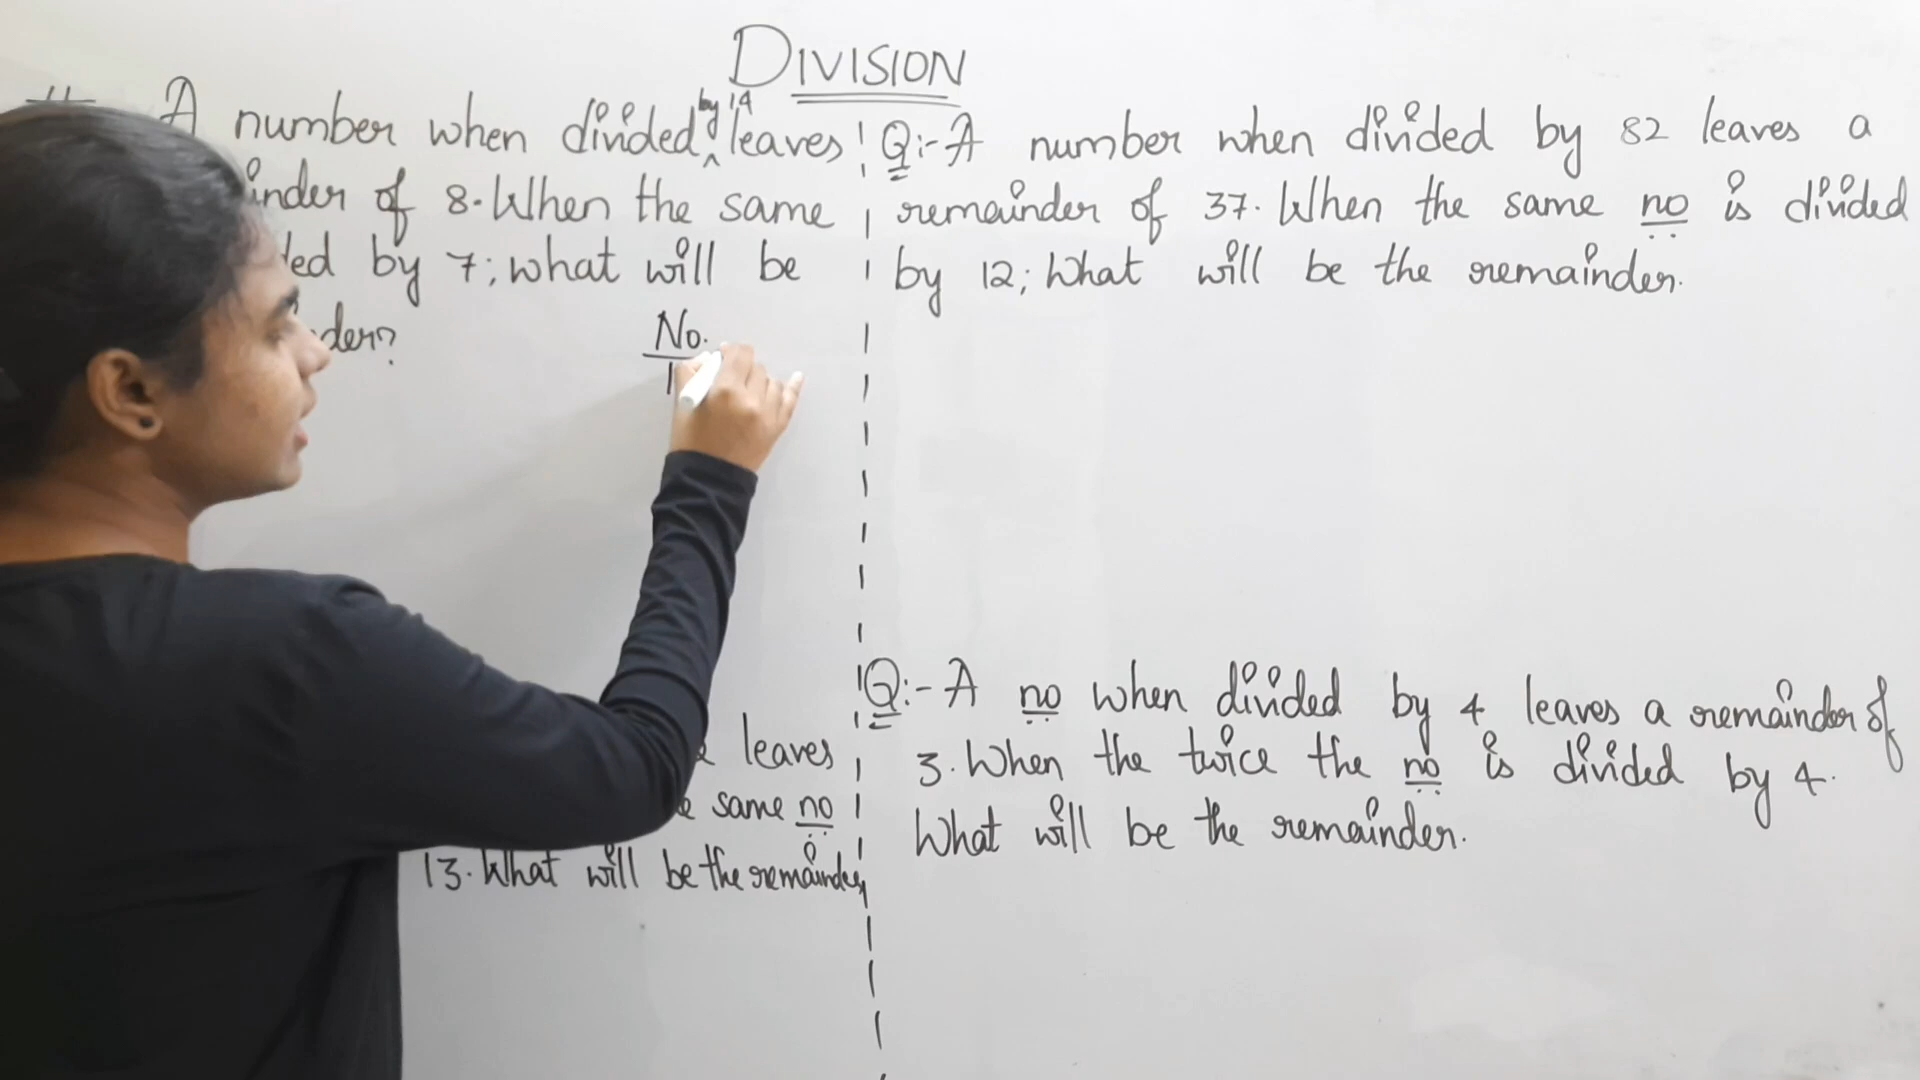 DIVISION
A number when divided by 14 leaves
inder of 8. When the same
ded by 7; what will be
der?
No.
1
Q:- A number when divided by 82 leaves a
remainder of 37. When the same no is divided
by 12; What will be the remainder.
leaves
same no
13. What will be the remainder
Q:- A no when divided by 4 leaves a remainder of
3. When the twice the no is divided by 4.
What will be the remainder.